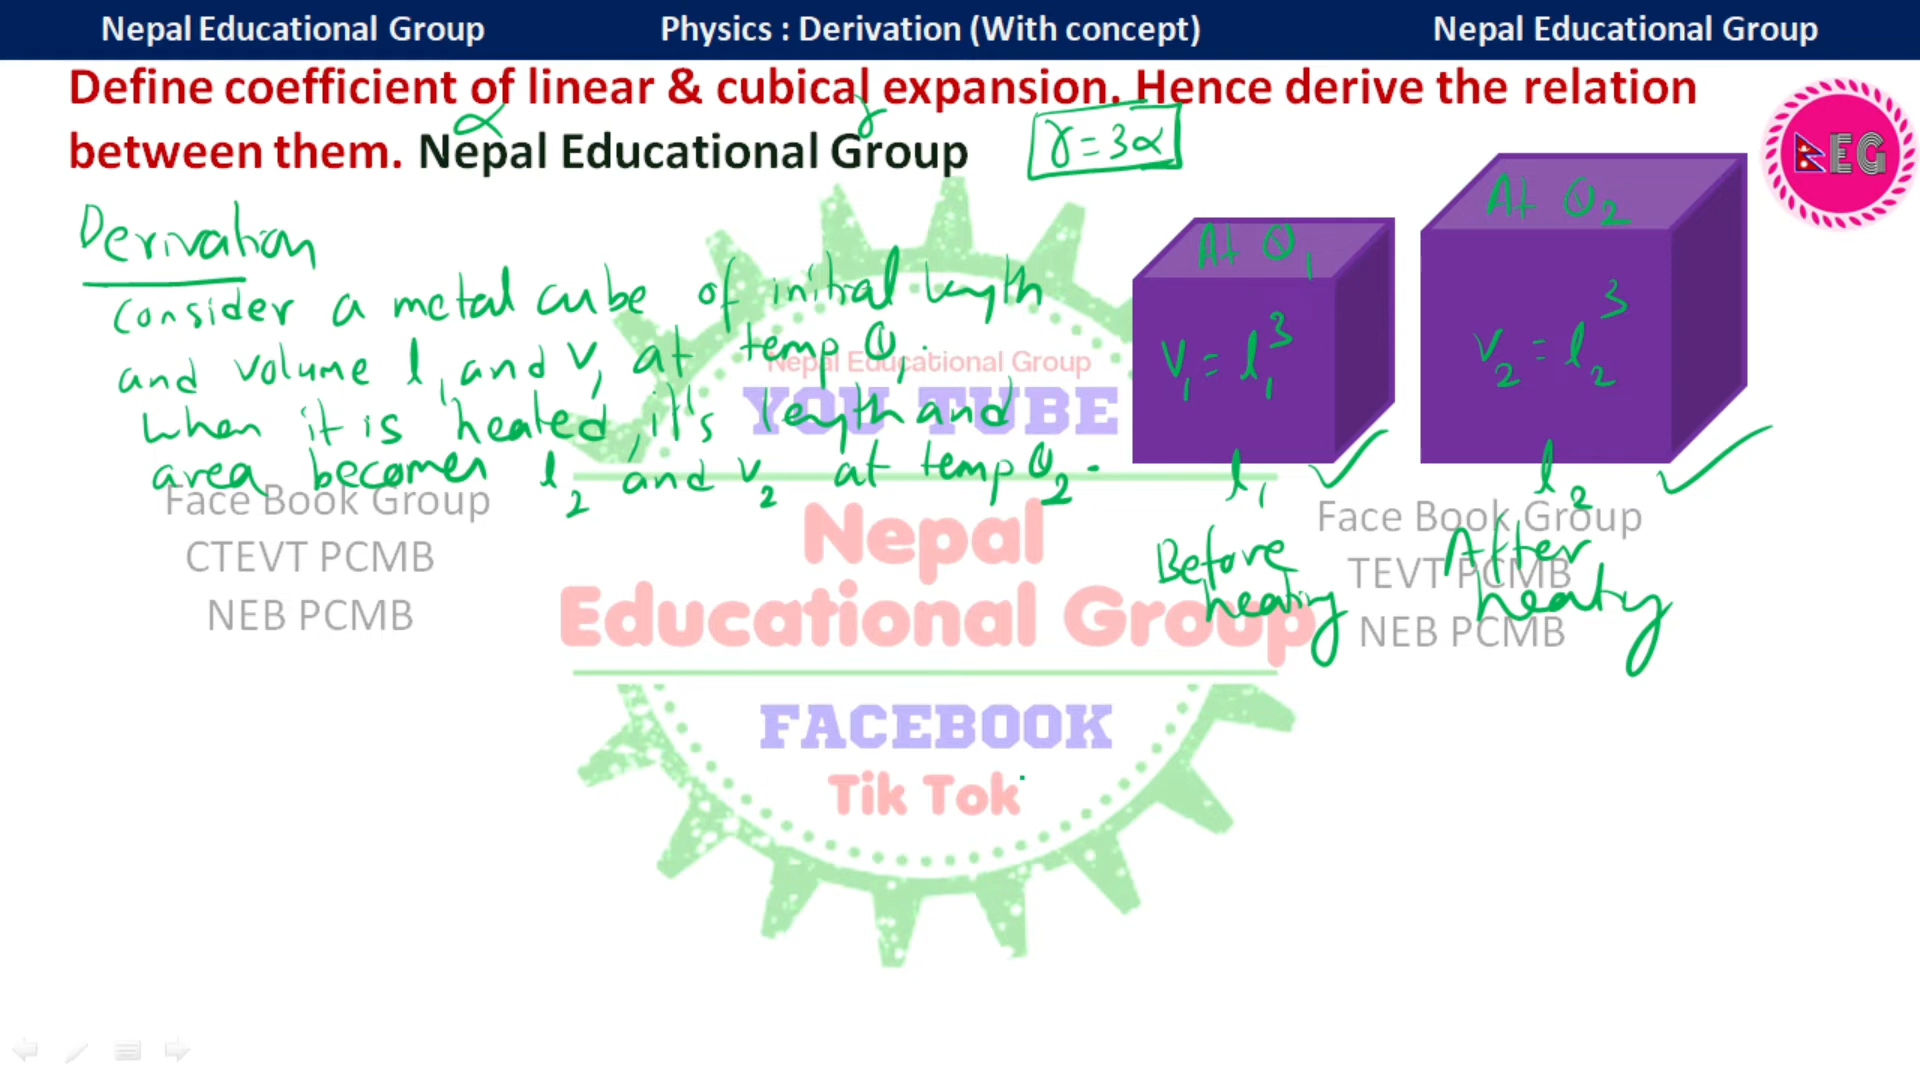 Nepal Educational Group Physics : Derivation (With concept) Nepal Educational Group
Define coefficient of linear & cubical expansion. Hence derive the relation
α γ
between them. Nepal Educational Group
γ = 3α
EG
Derivation
Consider a metal cube of initial length
and volume l₁ and V₁ at temp θ₁.
When it is heated, it's length and
area becomes l₂ and V₂ at temp θ₂.
At θ₁
V₁ = l₁³
l₁
Before
heating
At θ₂
V₂ = l₂³
l₂
After
heating
Nepal Educational Group
YOU TUBE
Nepal
Educational Group
FACEBOOK
Tik Tok
Face Book Group
CTEVT PCMB
NEB PCMB
Face Book Group
TEVT PCMB
NEB PCMB